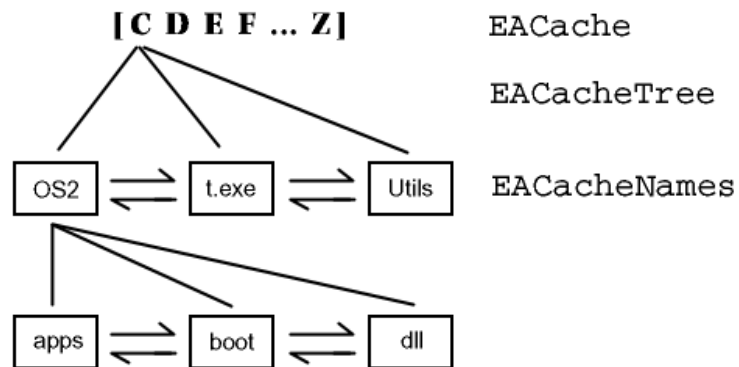 [C D E F ... Z] EACache
EACacheTree
OS2 t.exe Utils EACacheNames
apps boot dll